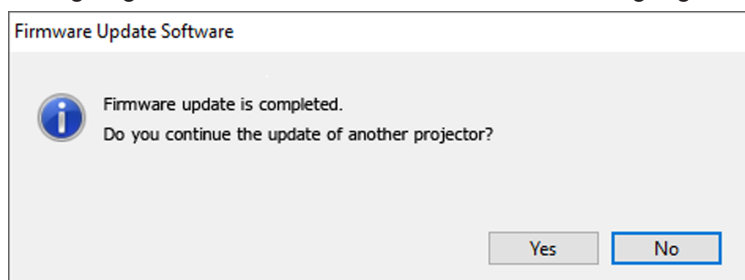 Firmware Update Software
Firmware update is completed.
Do you continue the update of another projector?
Yes No